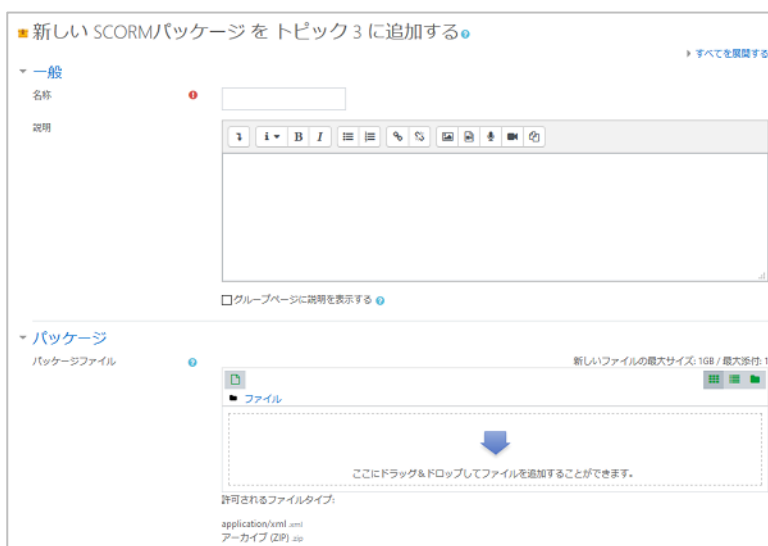 新しい SCORMパッケージ を トピック 3 に追加する
すべてを展開する
一般
名称
説明
i B I
グループページに説明を表示する
パッケージ
パッケージファイル
新しいファイルの最大サイズ: 1GB / 最大添付: 1
ファイル
ここにドラッグ&ドロップしてファイルを追加することができます。
許可されるファイルタイプ:
application/xml .xml
アーカイブ (ZIP) .zip